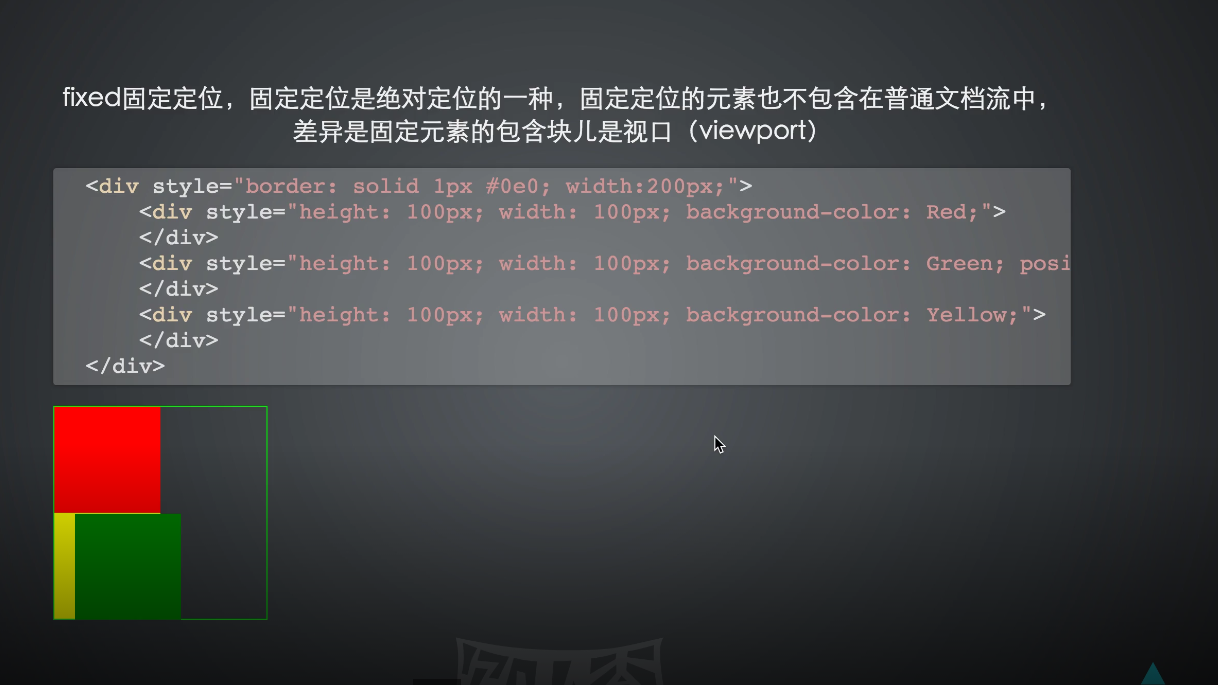 fixed固定定位，固定定位是绝对定位的一种，固定定位的元素也不包含在普通文档流中，
差异是固定元素的包含块儿是视口（viewport）
<div style="border: solid 1px #0e0; width:200px;">
<div style="height: 100px; width: 100px; background-color: Red;">
</div>
<div style="height: 100px; width: 100px; background-color: Green; posi
</div>
<div style="height: 100px; width: 100px; background-color: Yellow;">
</div>
</div>